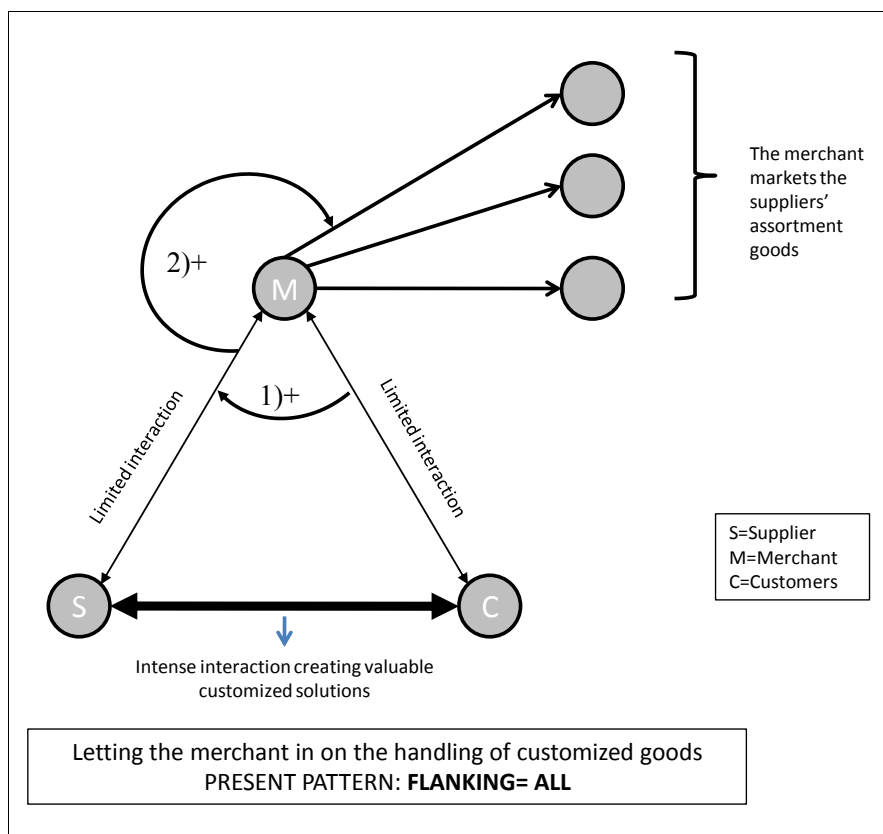 The merchant
markets the
suppliers’
assortment
goods
2)+
M
1)+
Limited interaction
Limited interaction
S=Supplier
M=Merchant
C=Customers
S
C
Intense interaction creating valuable
customized solutions
Letting the merchant in on the handling of customized goods
PRESENT PATTERN: FLANKING= ALL